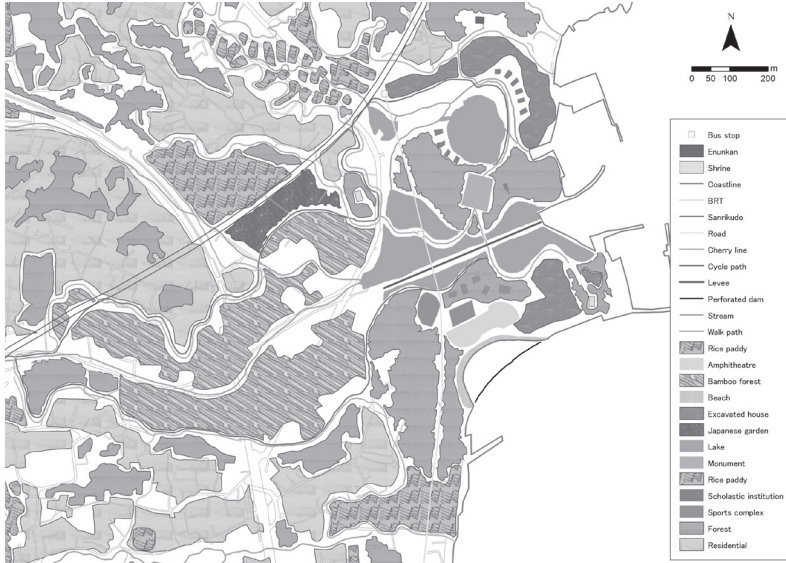 N
0 50 100 200
m
Bus stop
Enunkan
Shrine
Coastline
BRT
Sanrikudo
Road
Cherry line
Cycle path
Levee
Perforated dam
Stream
Walk path
Rice paddy
Amphitheatre
Bamboo forest
Beach
Excavated house
Japanese garden
Lake
Monument
Rice paddy
Scholastic institution
Sports complex
Forest
Residential